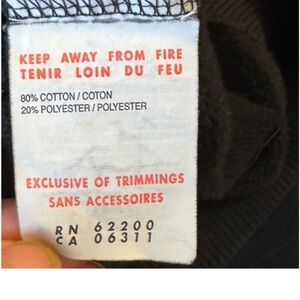 KEEP AWAY FROM FIRE
TENIR LOIN DU FEU
80% COTTON / COTON
20% POLYESTER / POLYESTER
EXCLUSIVE OF TRIMMINGS
SANS ACCESSOIRES
RN 62200
CA 06311